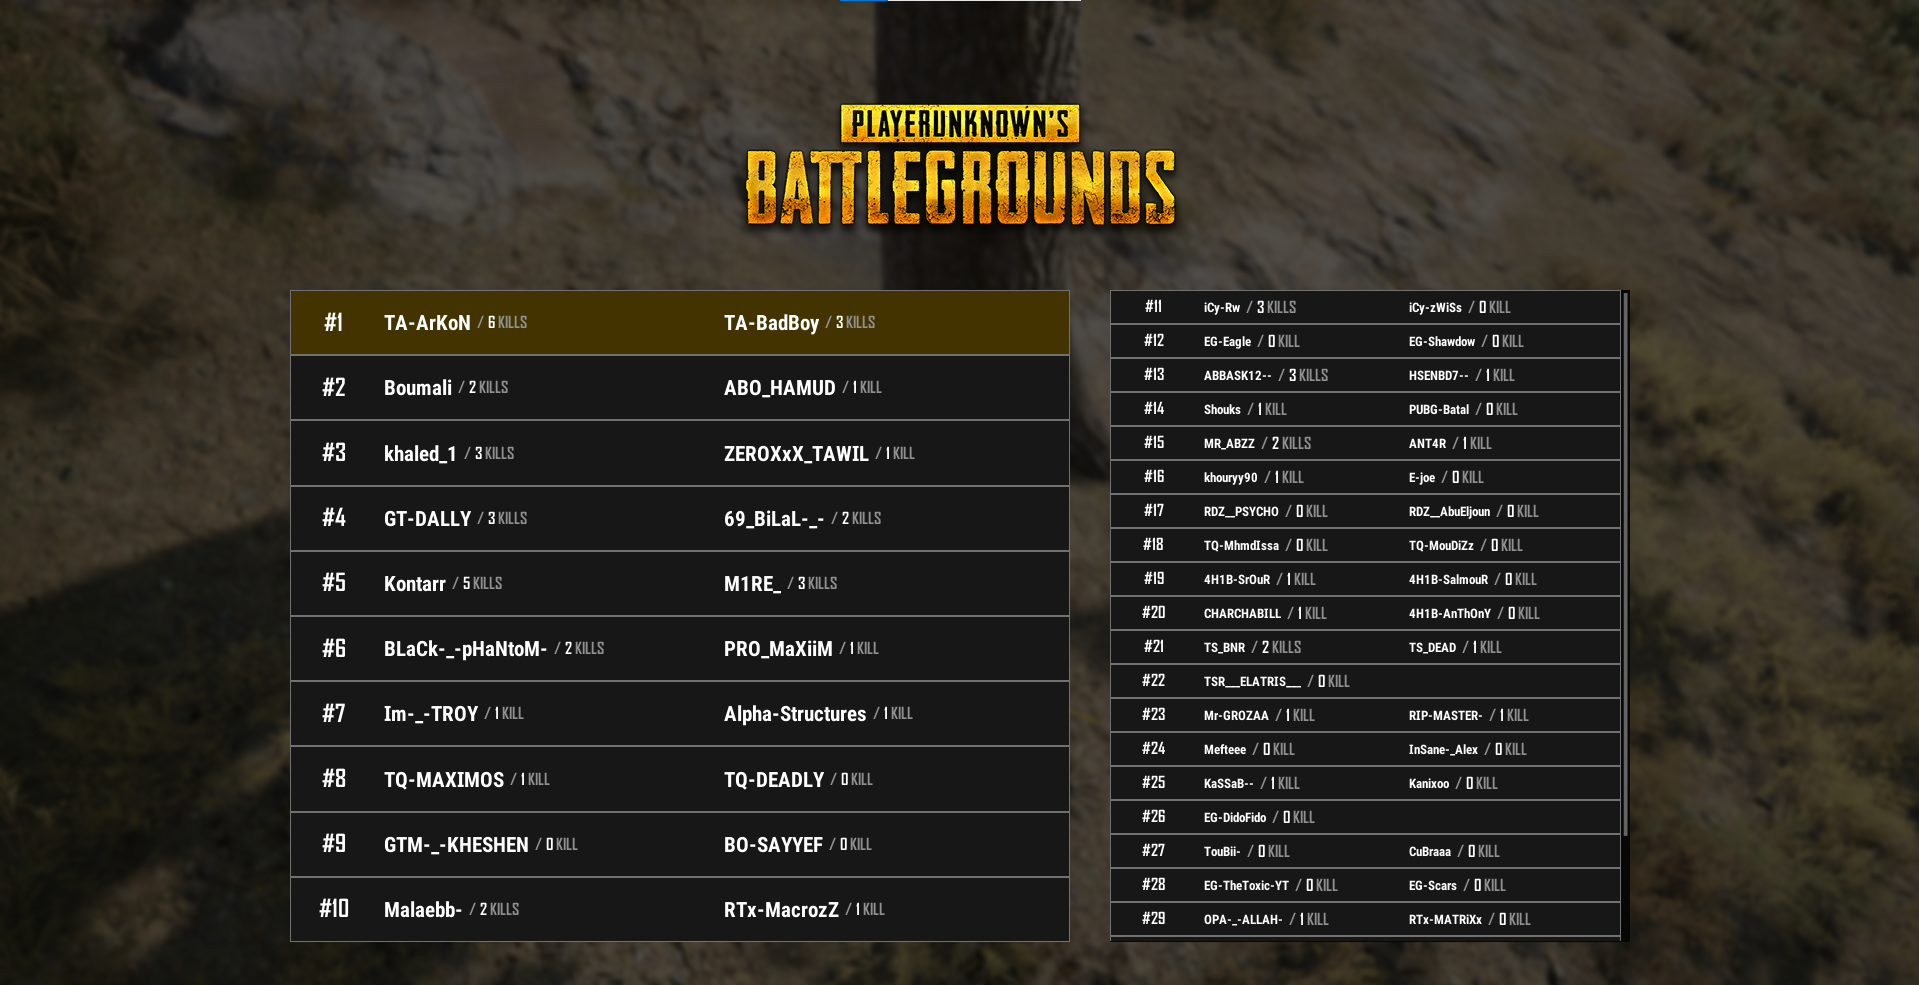 PLAYERUNKNOWN'S
BATTLEGROUNDS
#1 TA-ArKoN / 6 KILLS TA-BadBoy / 3 KILLS
#2 Boumali / 2 KILLS ABO_HAMUD / 1 KILL
#3 khaled_1 / 3 KILLS ZEROXxX_TAWIL / 1 KILL
#4 GT-DALLY / 3 KILLS 69_BiLaL-_- / 2 KILLS
#5 Kontarr / 5 KILLS M1RE_ / 3 KILLS
#6 BLaCk-_-pHaNtoM- / 2 KILLS PRO_MaXiiM / 1 KILL
#7 Im-_-TROY / 1 KILL Alpha-Structures / 1 KILL
#8 TQ-MAXIMOS / 1 KILL TQ-DEADLY / 0 KILL
#9 GTM-_-KHESHEN / 0 KILL BO-SAYYEF / 0 KILL
#10 Malaebb- / 2 KILLS RTx-MacrozZ / 1 KILL
#11 iCy-Rw / 3 KILLS iCy-zWiSs / 0 KILL
#12 EG-Eagle / 0 KILL EG-Shawdow / 0 KILL
#13 ABBASK12-- / 3 KILLS HSENBD7-- / 1 KILL
#14 Shouks / 1 KILL PUBG-Batal / 0 KILL
#15 MR_ABZZ / 2 KILLS ANT4R / 1 KILL
#16 khouryy90 / 1 KILL E-joe / 0 KILL
#17 RDZ__PSYCHO / 0 KILL RDZ__AbuEljoun / 0 KILL
#18 TQ-MhmdIssa / 0 KILL TQ-MouDiZz / 0 KILL
#19 4H1B-SrOuR / 1 KILL 4H1B-SalmouR / 0 KILL
#20 CHARCHABILL / 1 KILL 4H1B-AnThOnY / 0 KILL
#21 TS_BNR / 2 KILLS TS_DEAD / 1 KILL
#22 TSR___ELATRIS___ / 0 KILL
#23 Mr-GROZAA / 1 KILL RIP-MASTER- / 1 KILL
#24 Mefteee / 0 KILL InSane-_Alex / 0 KILL
#25 KaSSaB-- / 1 KILL Kanixoo / 0 KILL
#26 EG-DidoFido / 0 KILL
#27 TouBii- / 0 KILL CuBraaa / 0 KILL
#28 EG-TheToxic-YT / 0 KILL EG-Scars / 0 KILL
#29 OPA-_-ALLAH- / 1 KILL RTx-MATRiXx / 0 KILL